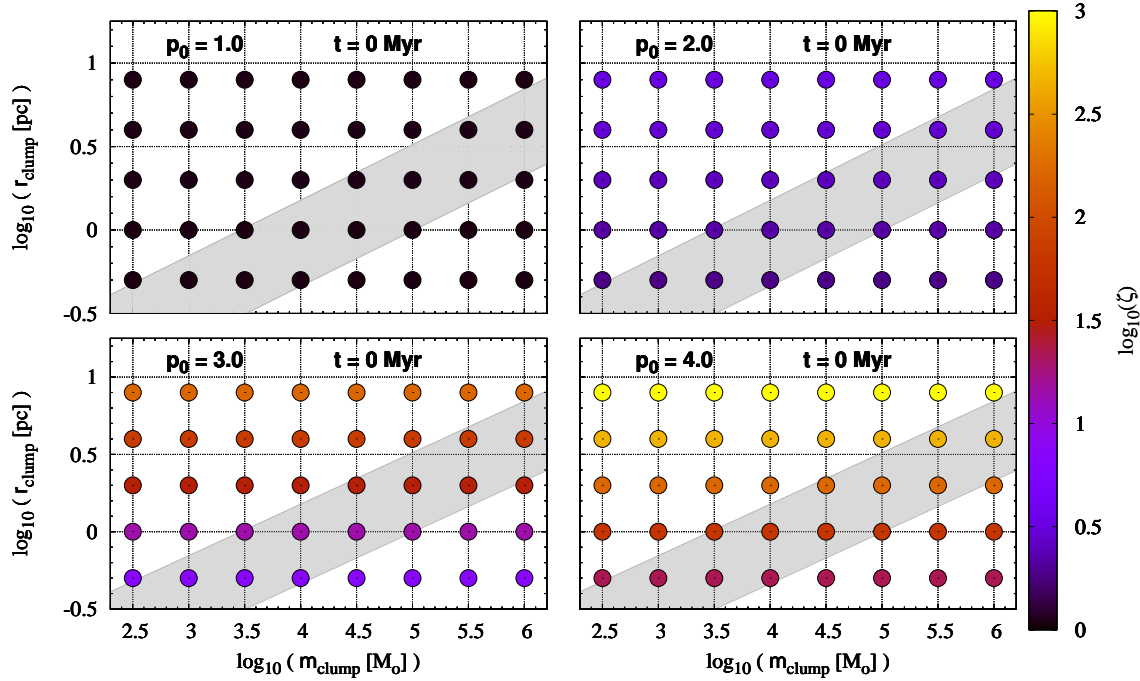 p0 = 1.0 t = 0 Myr
p0 = 2.0 t = 0 Myr
3
2.5
2
1.5
1
0.5
0
log10(ζ)
1
0.5
0
-0.5
log10 ( rclump [pc] )
p0 = 3.0 t = 0 Myr
p0 = 4.0 t = 0 Myr
1
0.5
0
-0.5
log10 ( rclump [pc] )
2.5 3 3.5 4 4.5 5 5.5 6
2.5 3 3.5 4 4.5 5 5.5 6
log10 ( mclump [Mo] )
log10 ( mclump [Mo] )